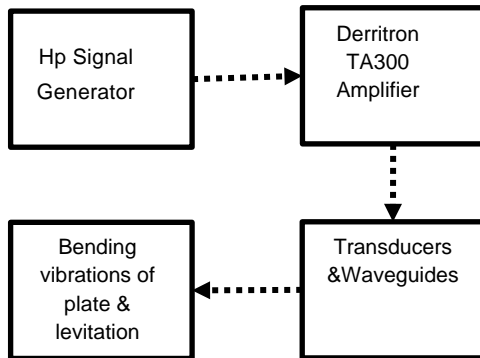 Hp Signal
Generator
Derritron
TA300
Amplifier
Transducers
&Waveguides
Bending
vibrations of
plate &
levitation